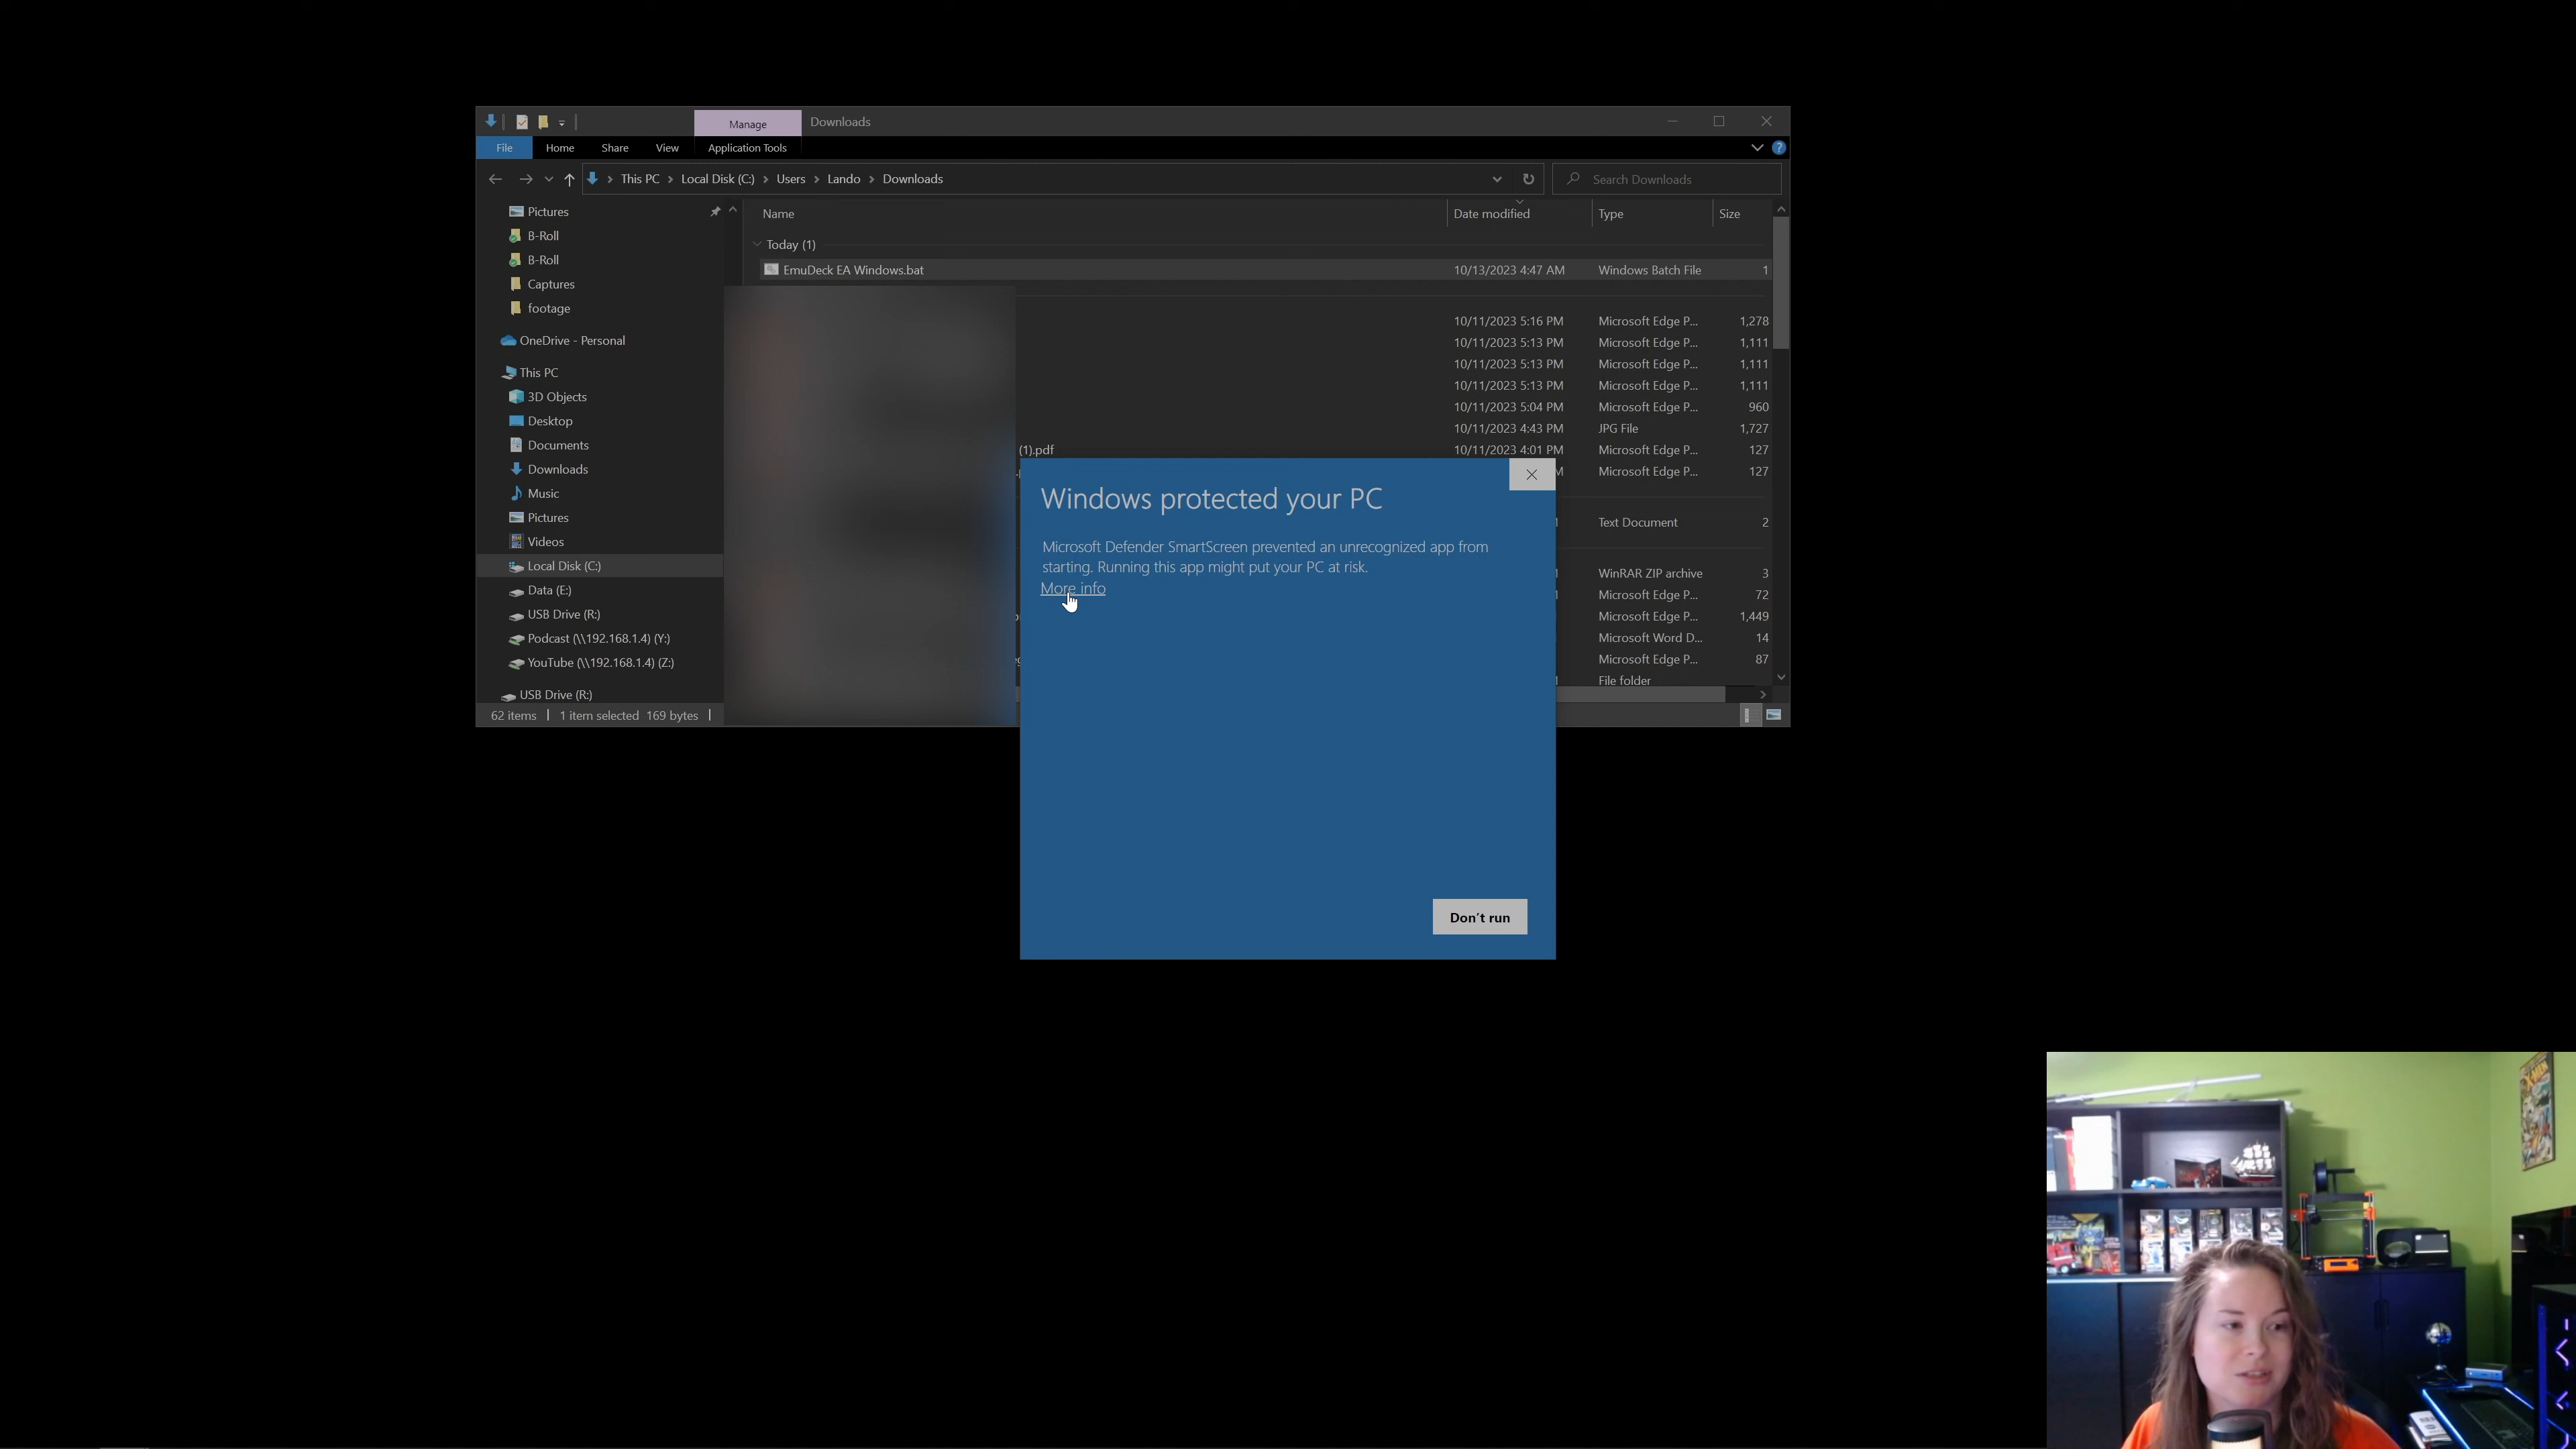 Manage Downloads
File Home Share View Application Tools
This PC Local Disk (C:) Users Lando Downloads Search Downloads
Pictures
B-Roll
B-Roll
Captures
footage
OneDrive - Personal
This PC
3D Objects
Desktop
Documents
Downloads
Music
Pictures
Videos
Local Disk (C:)
Data (E:)
USB Drive (R:)
Podcast (\\192.168.1.4) (Y:)
YouTube (\\192.168.1.4) (Z:)
USB Drive (R:)
62 items 1 item selected 169 bytes
Name Date modified Type Size
Today (1)
EmuDeck EA Windows.bat 10/13/2023 4:47 AM Windows Batch File 1
10/11/2023 5:16 PM Microsoft Edge P... 1,278
10/11/2023 5:13 PM Microsoft Edge P... 1,111
10/11/2023 5:13 PM Microsoft Edge P... 1,111
10/11/2023 5:13 PM Microsoft Edge P... 1,111
10/11/2023 5:04 PM Microsoft Edge P... 960
10/11/2023 4:43 PM JPG File 1,727
(1).pdf 10/11/2023 4:01 PM Microsoft Edge P... 127
Microsoft Edge P... 127
Text Document 2
WinRAR ZIP archive 3
Microsoft Edge P... 72
Microsoft Edge P... 1,449
Microsoft Word D... 14
Microsoft Edge P... 87
File folder
Windows protected your PC
Microsoft Defender SmartScreen prevented an unrecognized app from
starting. Running this app might put your PC at risk.
More info
Don't run
X-MEN